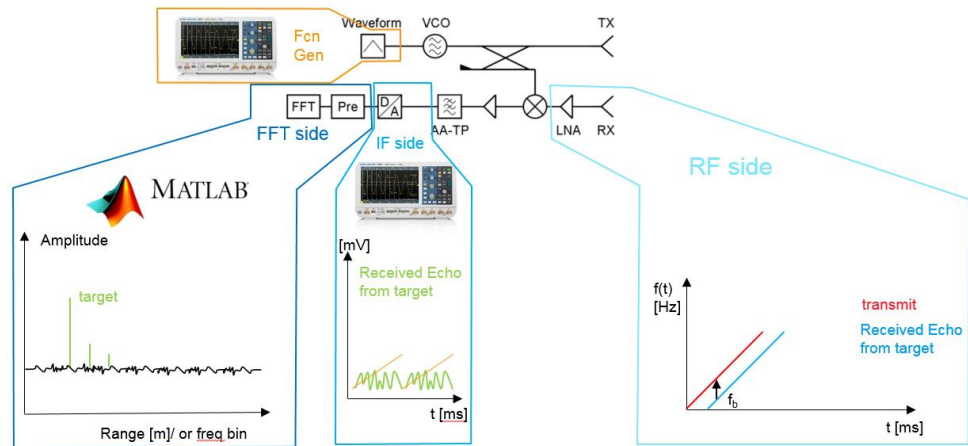 Waveform
VCO
TX
Fcn
Gen
FFT
Pre
D
A
AA-TP
LNA
RX
FFT side
IF side
RF side
MATLAB
Amplitude
target
Range [m]/ or freq bin
[mV]
Received Echo
from target
t [ms]
f(t)
[Hz]
transmit
Received Echo
from target
fb
t [ms]